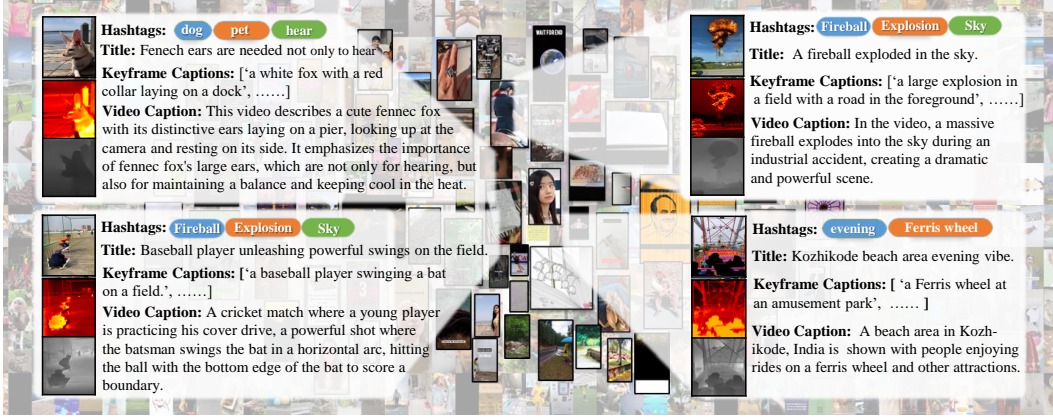 Hashtags: dog pet hear
Title: Fenech ears are needed not only to hear
Keyframe Captions: ['a white fox with a red
collar laying on a dock', ……]
Video Caption: This video describes a cute fennec fox
with its distinctive ears laying on a pier, looking up at the
camera and resting on its side. It emphasizes the importance
of fennec fox's large ears, which are not only for hearing, but
also for maintaining a balance and keeping cool in the heat.
Hashtags: Fireball Explosion Sky
Title: Baseball player unleashing powerful swings on the field.
Keyframe Captions: ['a baseball player swinging a bat
on a field.', ……]
Video Caption: A cricket match where a young player
is practicing his cover drive, a powerful shot where
the batsman swings the bat in a horizontal arc, hitting
the ball with the bottom edge of the bat to score a
boundary.
WAIT FOR END
Hashtags: Fireball Explosion Sky
Title: A fireball exploded in the sky.
Keyframe Captions: ['a large explosion in
a field with a road in the foreground', ……]
Video Caption: In the video, a massive
fireball explodes into the sky during an
industrial accident, creating a dramatic
and powerful scene.
Hashtags: evening Ferris wheel
Title: Kozhikode beach area evening vibe.
Keyframe Captions: [ 'a Ferris wheel at
an amusement park', …… ]
Video Caption: A beach area in Kozh-
ikode, India is shown with people enjoying
rides on a ferris wheel and other attractions.